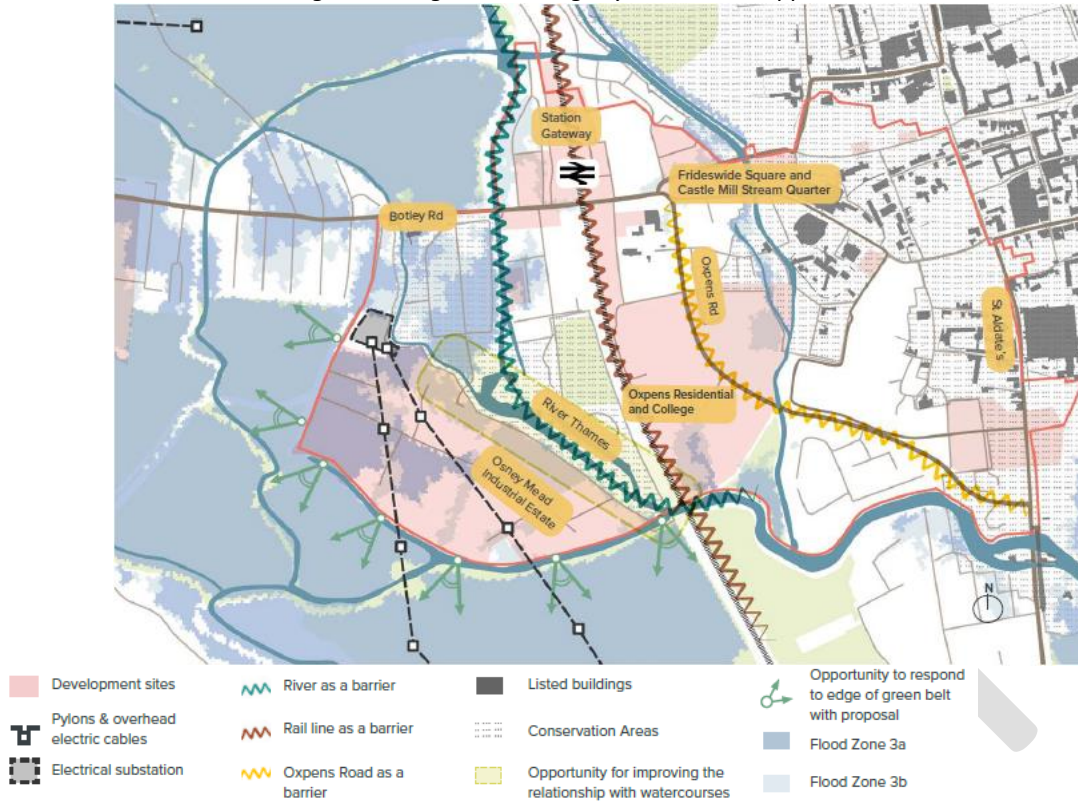 Station
Gateway
Frideswide Square and
Castle Mill Stream Quarter
Botley Rd
Oxpens Rd
St Aldate's
Oxpens Residential
and College
River Thames
Osney Mead
Industrial Estate
N
Development sites
Pylons & overhead
electric cables
Electrical substation
River as a barrier
Rail line as a barrier
Oxpens Road as a
barrier
Listed buildings
Conservation Areas
Opportunity for improving the
relationship with watercourses
Opportunity to respond
to edge of green belt
with proposal
Flood Zone 3a
Flood Zone 3b